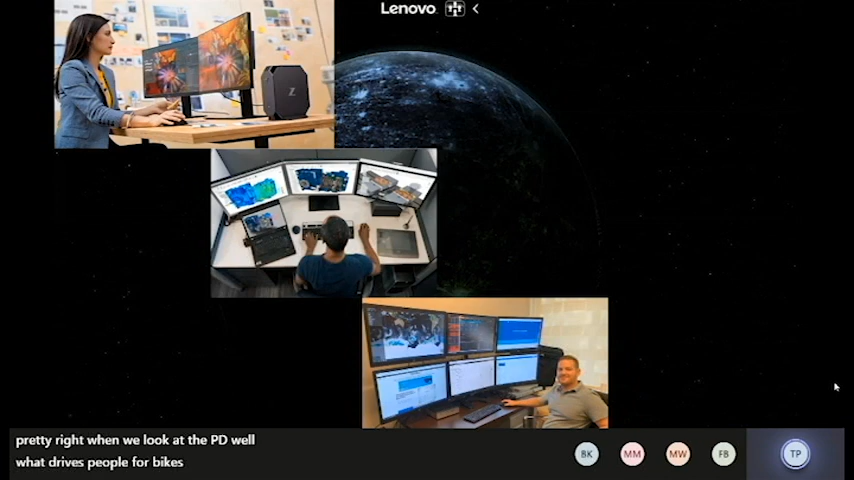 Lenovo
Z
pretty right when we look at the PD well
what drives people for bikes
BK
MM
MW
FB
TP